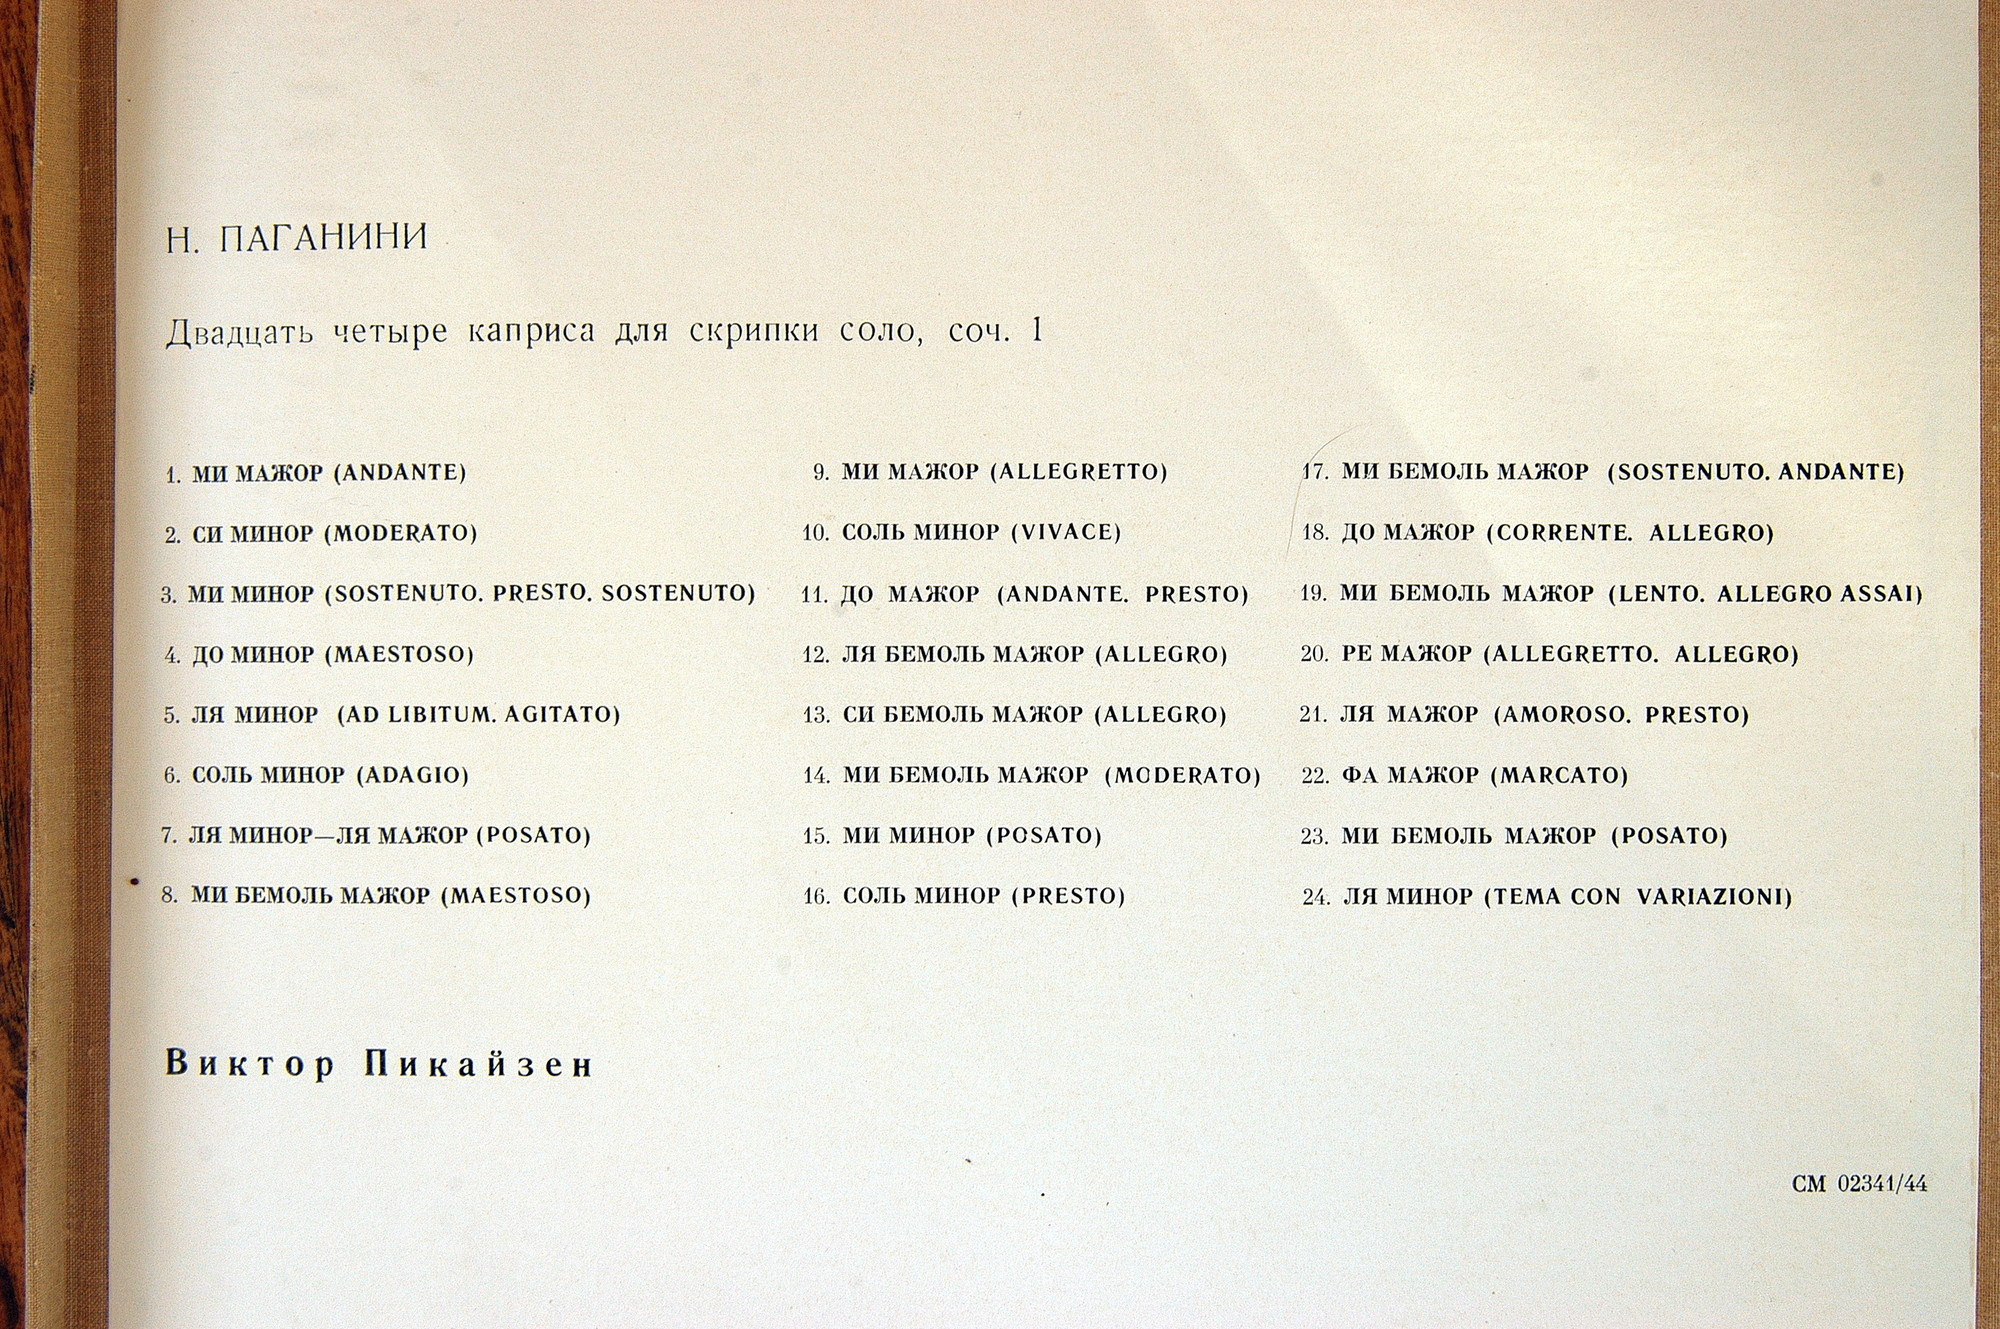 Н. ПАГАНИНИ
Двадцать четыре каприса для скрипки соло, соч. 1
1. МИ МАЖОР (ANDANTE)
2. СИ МИНОР (MODERATO)
3. МИ МИНОР (SOSTENUTO. PRESTO. SOSTENUTO)
4. ДО МИНОР (MAESTOSO)
5. ЛЯ МИНОР (AD LIBITUM. AGITATO)
6. СОЛЬ МИНОР (ADAGIO)
7. ЛЯ МИНОР—ЛЯ МАЖОР (POSATO)
8. МИ БЕМОЛЬ МАЖОР (MAESTOSO)
9. МИ МАЖОР (ALLEGRETTO)
10. СОЛЬ МИНОР (VIVACE)
11. ДО МАЖОР (ANDANTE. PRESTO)
12. ЛЯ БЕМОЛЬ МАЖОР (ALLEGRO)
13. СИ БЕМОЛЬ МАЖОР (ALLEGRO)
14. МИ БЕМОЛЬ МАЖОР (MODERATO)
15. МИ МИНОР (POSATO)
16. СОЛЬ МИНОР (PRESTO)
17. МИ БЕМОЛЬ МАЖОР (SOSTENUTO. ANDANTE)
18. ДО МАЖОР (CORRENTE. ALLEGRO)
19. МИ БЕМОЛЬ МАЖОР (LENTO. ALLEGRO ASSAI)
20. РЕ МАЖОР (ALLEGRETTO. ALLEGRO)
21. ЛЯ МАЖОР (AMOROSO. PRESTO)
22. ФА МАЖОР (MARCATO)
23. МИ БЕМОЛЬ МАЖОР (POSATO)
24. ЛЯ МИНОР (TEMA CON VARIAZIONI)
Виктор Пикайзен
СМ 02341/44